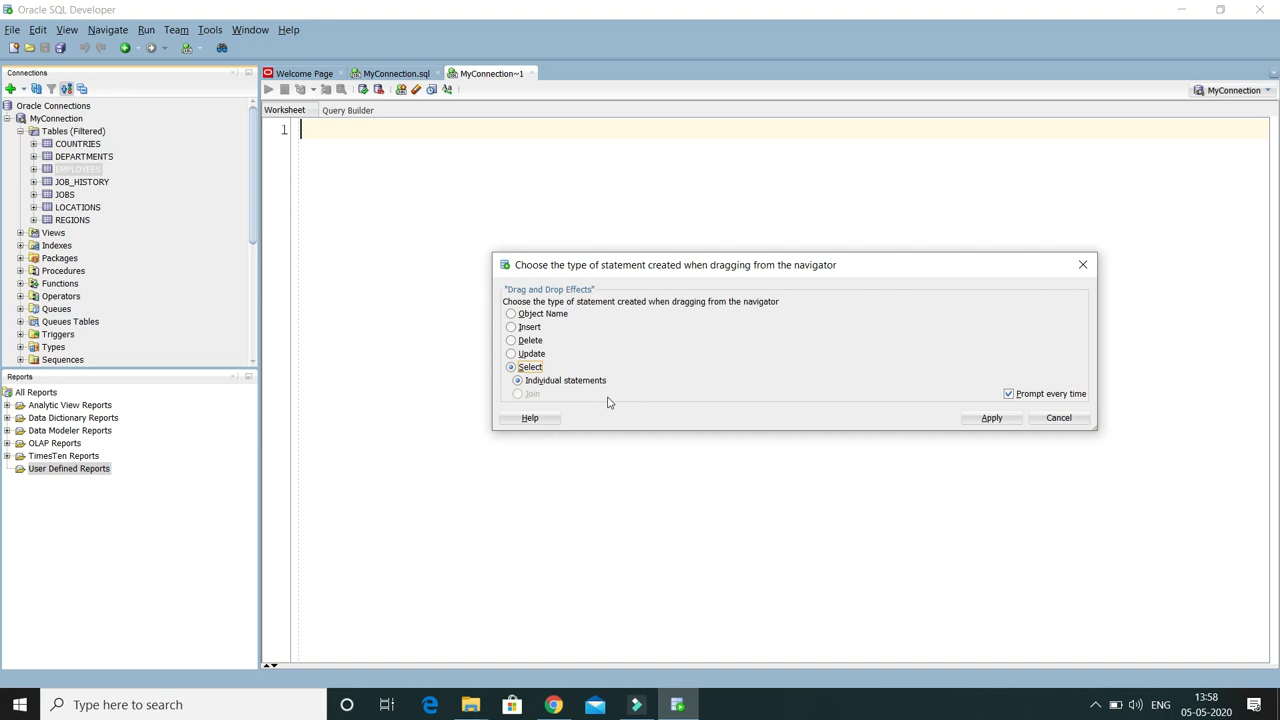 Oracle SQL Developer
File Edit View Navigate Run Team Tools Window Help
Connections
Welcome Page MyConnection.sql MyConnection~1
MyConnection
Worksheet Query Builder
1
Oracle Connections
MyConnection
Tables (Filtered)
COUNTRIES
DEPARTMENTS
EMPLOYEES
JOB_HISTORY
JOBS
LOCATIONS
REGIONS
Views
Indexes
Packages
Procedures
Functions
Operators
Queues
Queues Tables
Triggers
Types
Sequences
Reports
All Reports
Analytic View Reports
Data Dictionary Reports
Data Modeler Reports
OLAP Reports
TimesTen Reports
User Defined Reports
Choose the type of statement created when dragging from the navigator
"Drag and Drop Effects"
Choose the type of statement created when dragging from the navigator
Object Name
Insert
Delete
Update
Select
Individual statements
Join
Prompt every time
Help Apply Cancel
Type here to search
ENG
13:58
05-05-2020